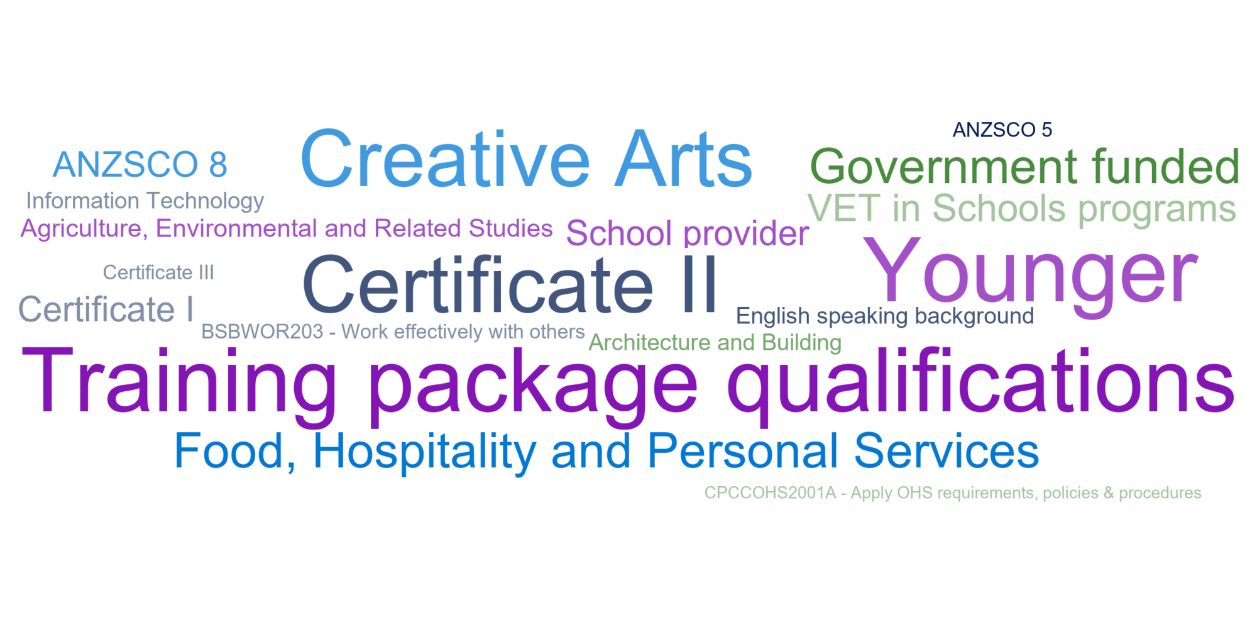 ANZSCO 5
Creative Arts
ANZSCO 8
Government funded
Information Technology
VET in Schools programs
Agriculture, Environmental and Related Studies
School provider
Younger
Certificate III
Certificate II
Certificate I
English speaking background
BSBWOR203 - Work effectively with others
Architecture and Building
Training package qualifications
Food, Hospitality and Personal Services
CPCCOHS2001A - Apply OHS requirements, policies & procedures